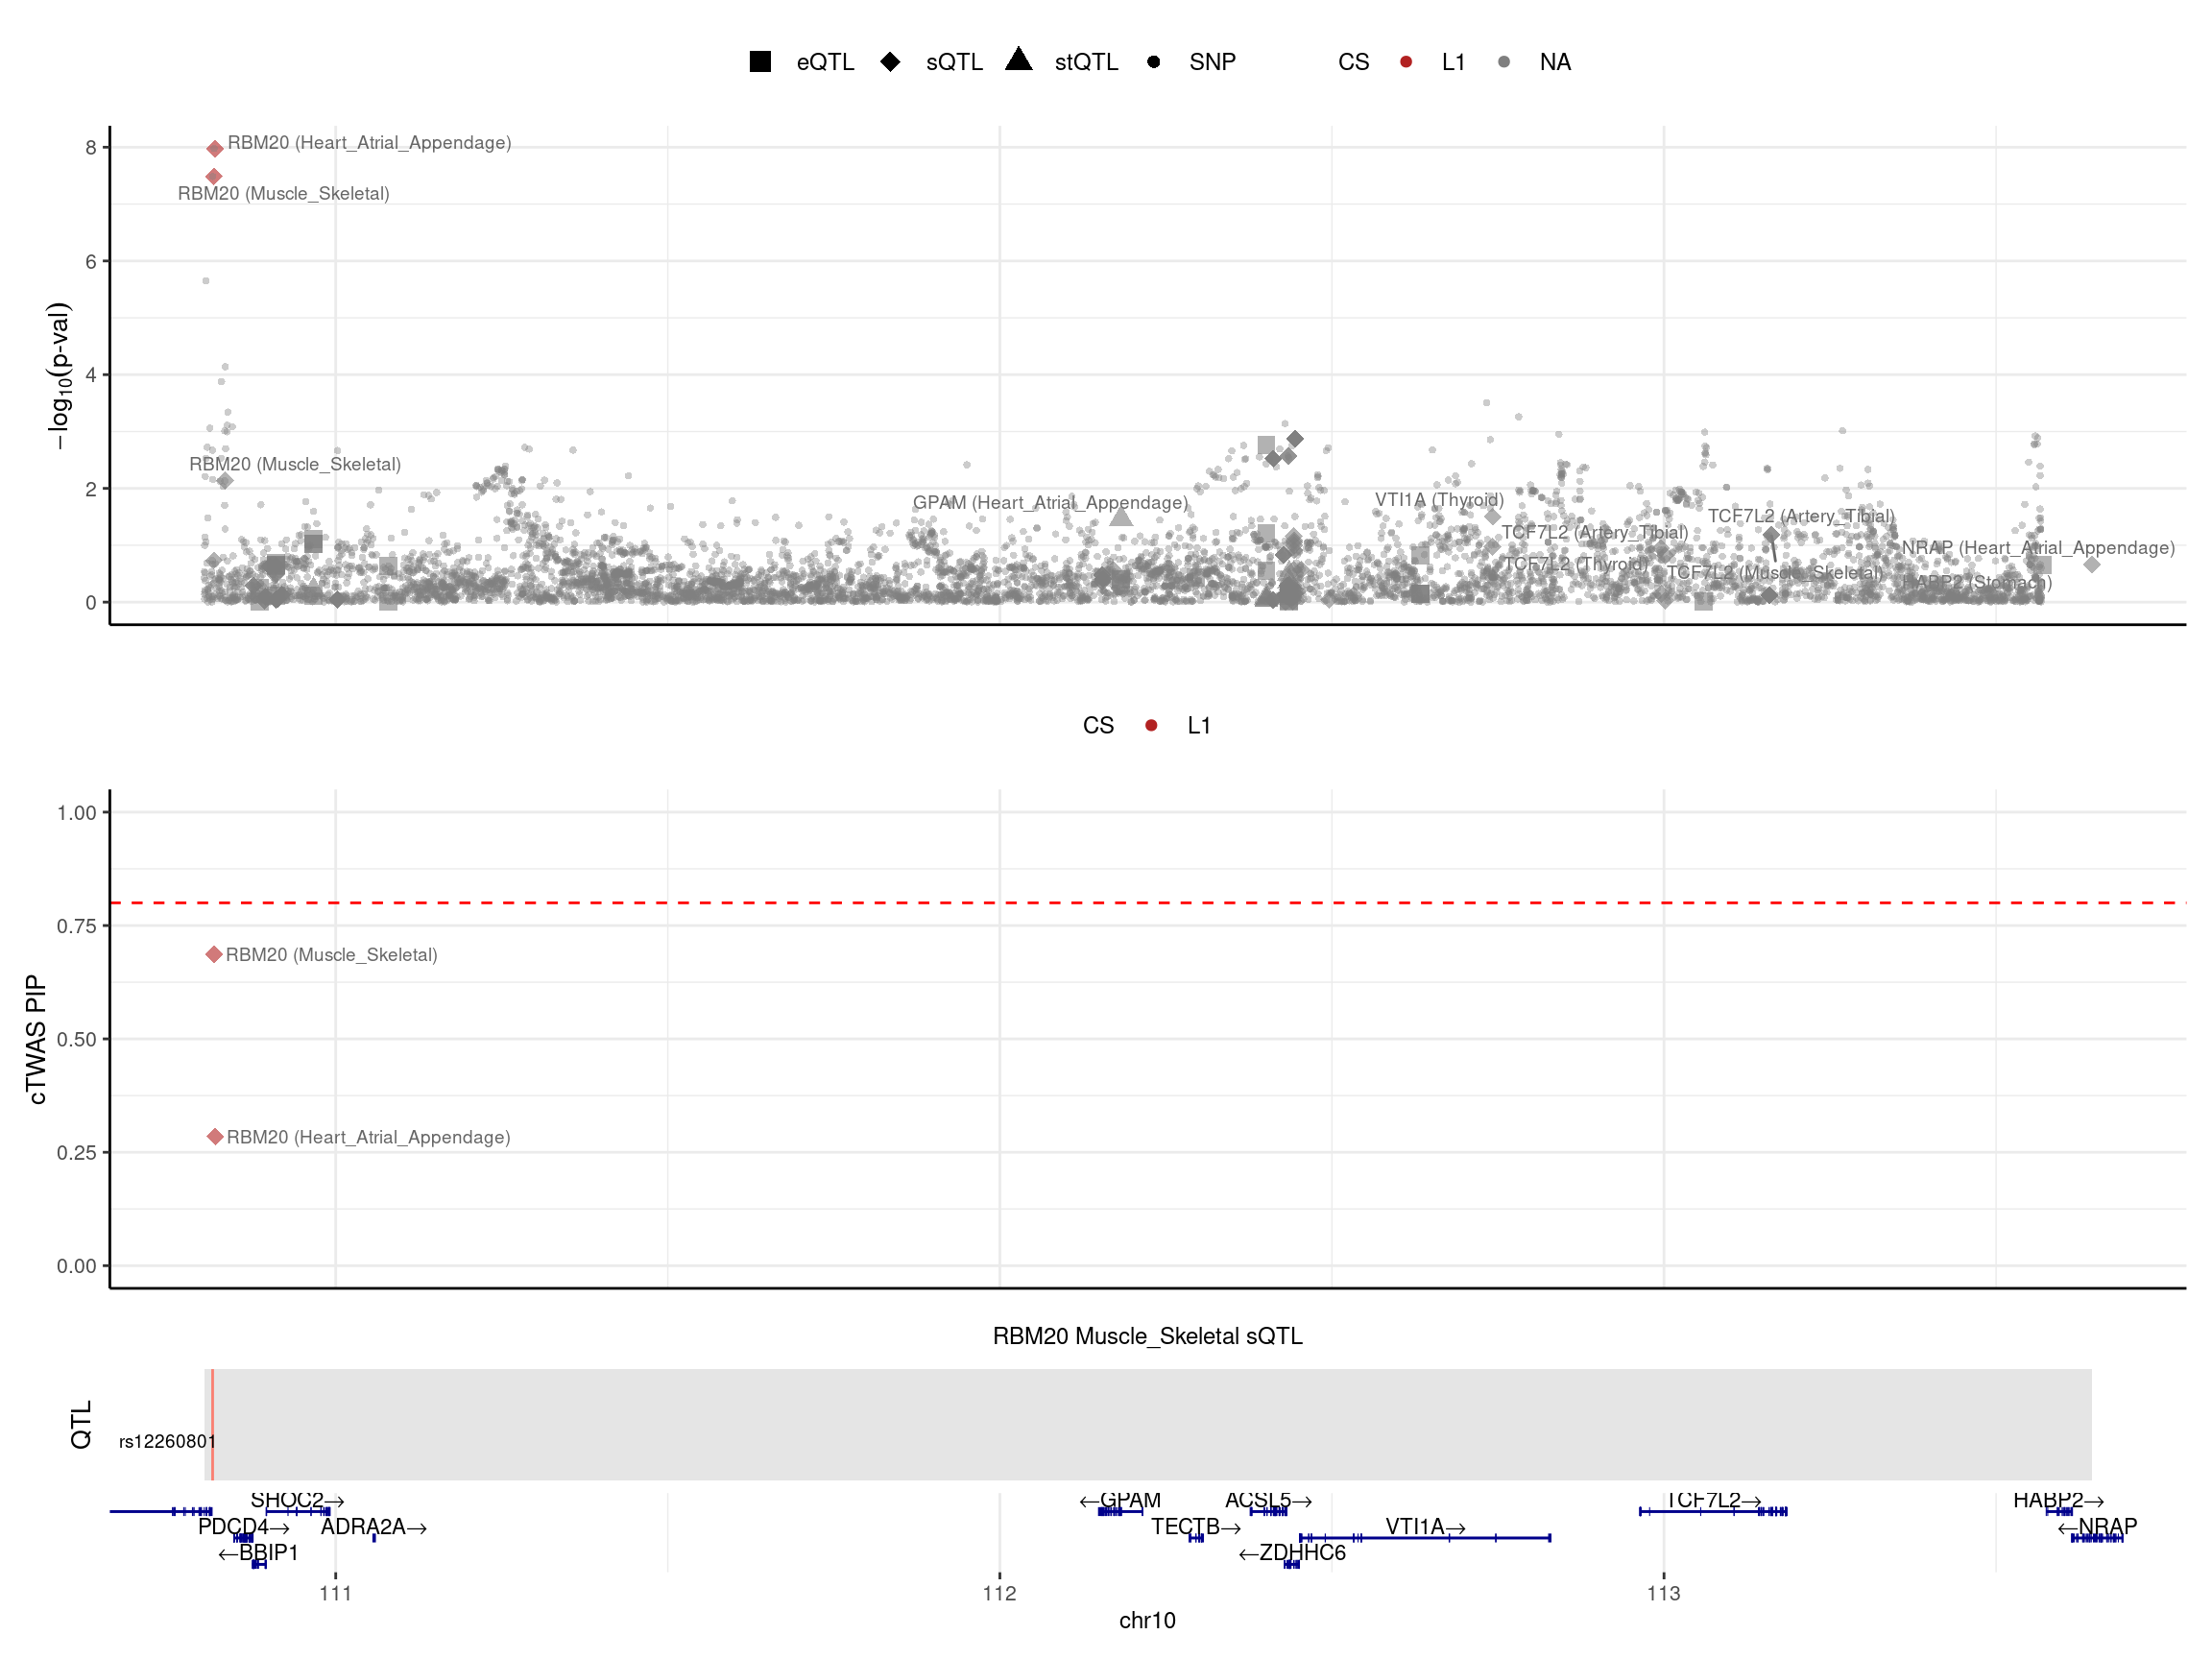 eQTL sQTL stQTL SNP CS L1 NA
−log10(p-val)
8
6
4
2
0
RBM20 (Heart_Atrial_Appendage)
RBM20 (Muscle_Skeletal)
RBM20 (Muscle_Skeletal)
GPAM (Heart_Atrial_Appendage)
VTI1A (Thyroid)
TCF7L2 (Artery_Tibial)
TCF7L2 (Artery_Tibial)
TCF7L2 (Thyroid)
TCF7L2 (Muscle_Skeletal)
NRAP (Heart_Atrial_Appendage)
HABP2 (Stomach)
CS L1
cTWAS PIP
1.00
0.75
0.50
0.25
0.00
RBM20 (Muscle_Skeletal)
RBM20 (Heart_Atrial_Appendage)
RBM20 Muscle_Skeletal sQTL
QTL
rs12260801
SHOC2→ ←GPAM ACSL5→ TCF7L2→ HABP2→
PDCD4→ ADRA2A→ TECTB→ VTI1A→ ←NRAP
←BBIP1 ←ZDHHC6
111 112 113
chr10